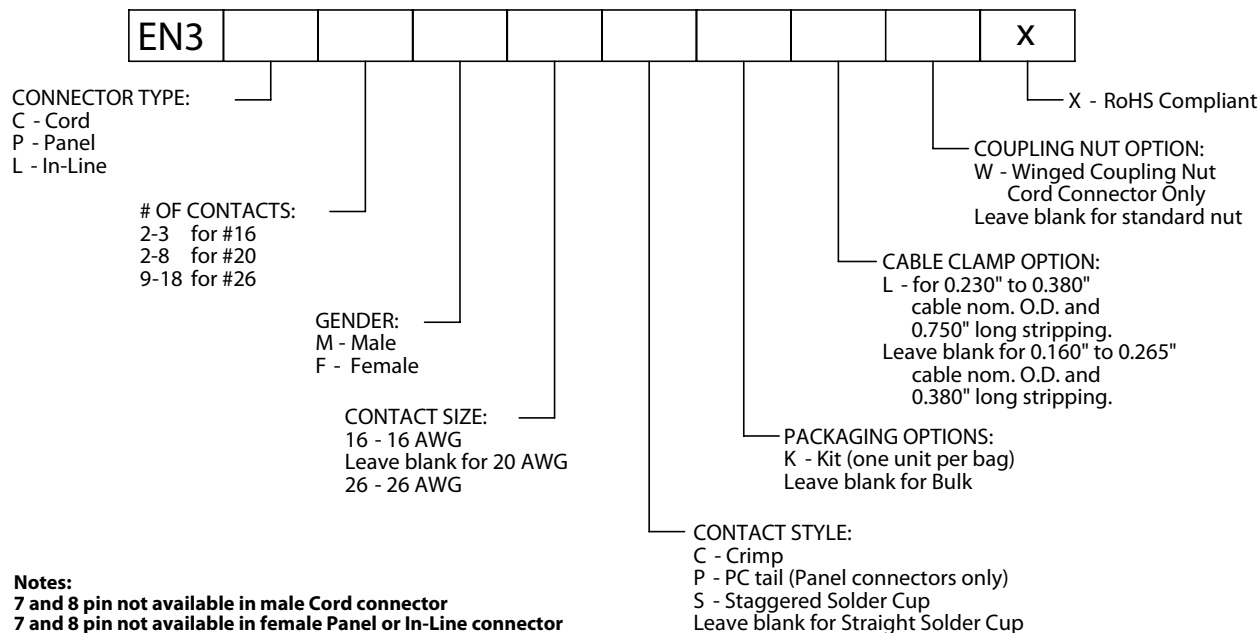 EN3 X
CONNECTOR TYPE:
C - Cord
P - Panel
L - In-Line
X - RoHS Compliant
COUPLING NUT OPTION:
W - Winged Coupling Nut
Cord Connector Only
Leave blank for standard nut
# OF CONTACTS:
2-3 for #16
2-8 for #20
9-18 for #26
CABLE CLAMP OPTION:
L - for 0.230" to 0.380"
cable nom. O.D. and
0.750" long stripping.
Leave blank for 0.160" to 0.265"
cable nom. O.D. and
0.380" long stripping.
GENDER:
M - Male
F - Female
CONTACT SIZE:
16 - 16 AWG
Leave blank for 20 AWG
26 - 26 AWG
PACKAGING OPTIONS:
K - Kit (one unit per bag)
Leave blank for Bulk
CONTACT STYLE:
C - Crimp
P - PC tail (Panel connectors only)
S - Staggered Solder Cup
Leave blank for Straight Solder Cup
Notes:
7 and 8 pin not available in male Cord connector
7 and 8 pin not available in female Panel or In-Line connector